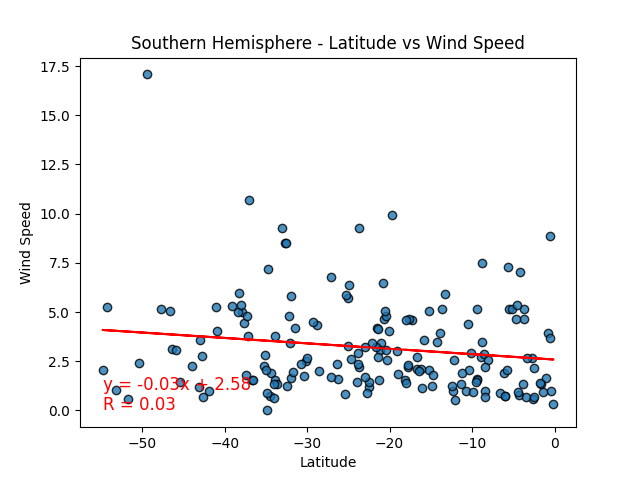 Southern Hemisphere - Latitude vs Wind Speed
17.5
15.0
12.5
10.0
7.5
5.0
2.5
0.0
Wind Speed
y = -0.03x + 2.58
R = 0.03
−50 −40 −30 −20 −10 0
Latitude